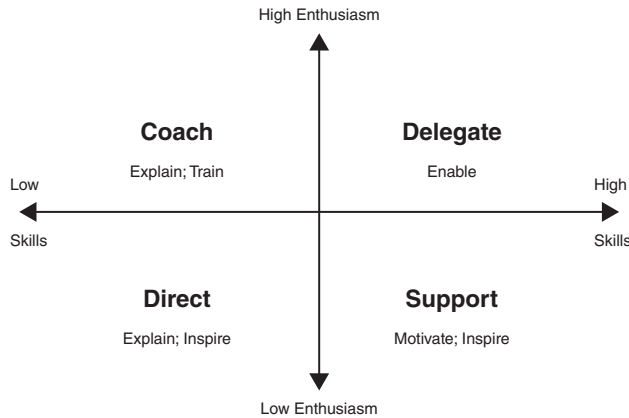 High Enthusiasm
Coach
Delegate
Explain; Train
Enable
Low
High
Skills
Skills
Direct
Support
Explain; Inspire
Motivate; Inspire
Low Enthusiasm